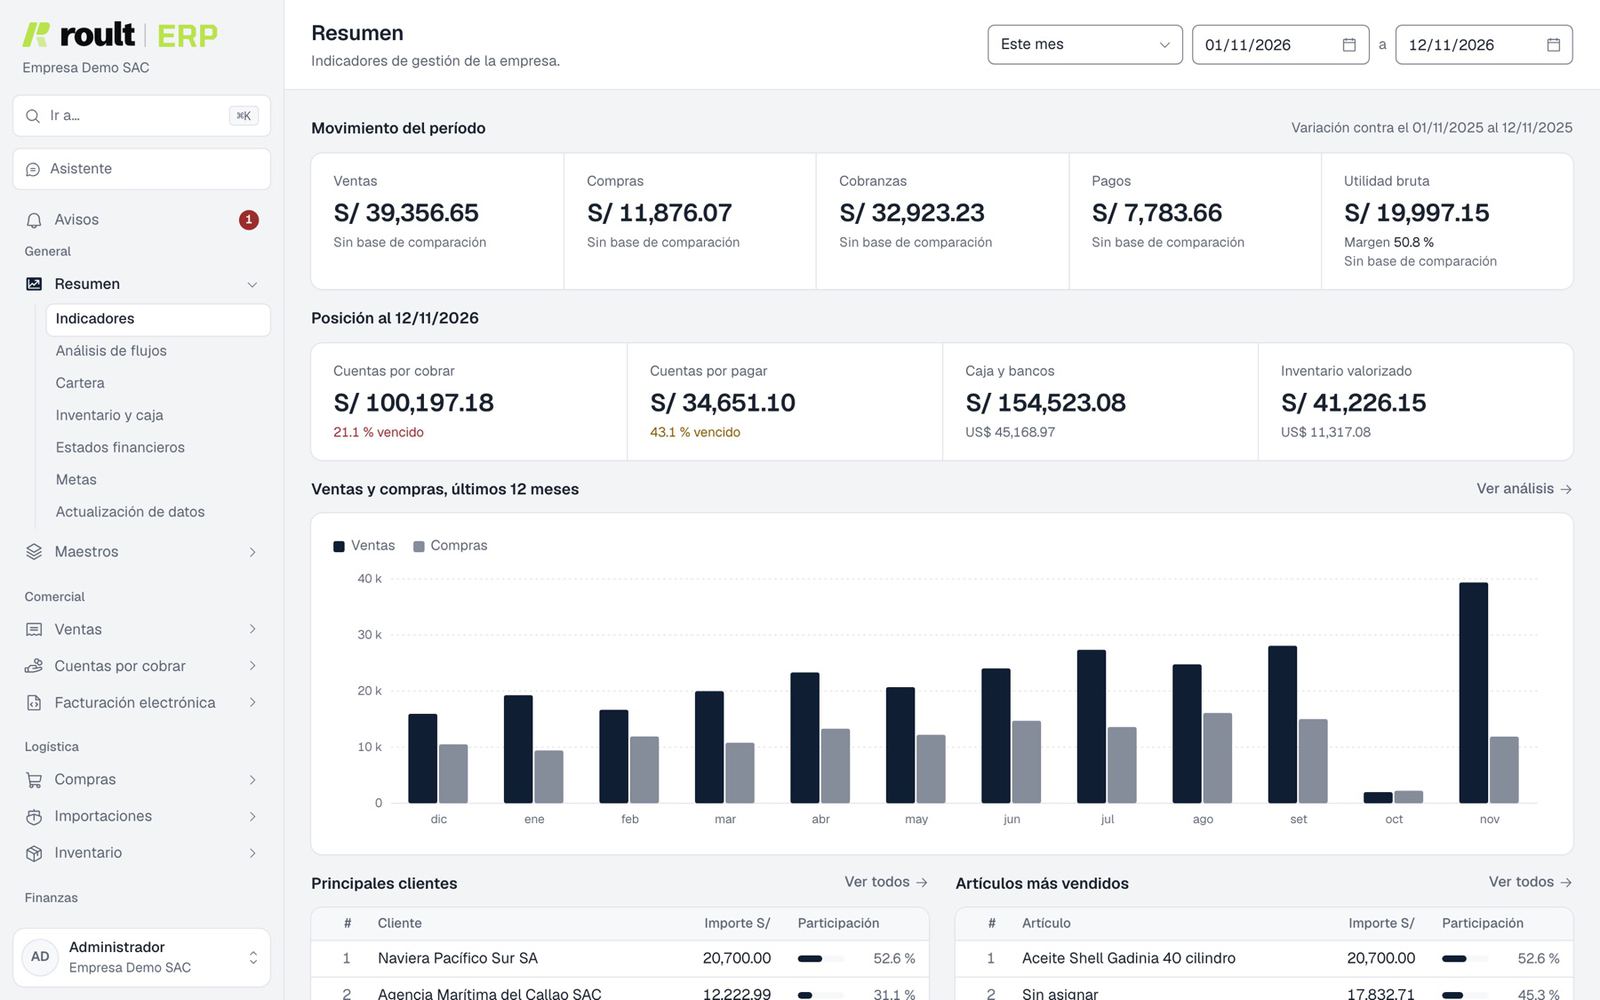 roult | ERP
Empresa Demo SAC
Ir a... ⌘K
Asistente
Avisos 1
General
Resumen
Indicadores
Análisis de flujos
Cartera
Inventario y caja
Estados financieros
Metas
Actualización de datos
Maestros
Comercial
Ventas
Cuentas por cobrar
Facturación electrónica
Logística
Compras
Importaciones
Inventario
Finanzas
AD Administrador
Empresa Demo SAC
Resumen
Indicadores de gestión de la empresa.
Este mes 01/11/2026 a 12/11/2026
Movimiento del período Variación contra el 01/11/2025 al 12/11/2025
Ventas Compras Cobranzas Pagos Utilidad bruta
S/ 39,356.65 S/ 11,876.07 S/ 32,923.23 S/ 7,783.66 S/ 19,997.15
Sin base de comparación Sin base de comparación Sin base de comparación Sin base de comparación Margen 50.8 %
Sin base de comparación
Posición al 12/11/2026
Cuentas por cobrar Cuentas por pagar Caja y bancos Inventario valorizado
S/ 100,197.18 S/ 34,651.10 S/ 154,523.08 S/ 41,226.15
21.1 % vencido 43.1 % vencido US$ 45,168.97 US$ 11,317.08
Ventas y compras, últimos 12 meses Ver análisis →
Ventas Compras
40 k
30 k
20 k
10 k
0
dic ene feb mar abr may jun jul ago set oct nov
Principales clientes Ver todos →
# Cliente Importe S/ Participación
1 Naviera Pacífico Sur SA 20,700.00 52.6 %
2 Agencia Marítima del Callao SAC 12,222.99 31.1 %
Artículos más vendidos Ver todos →
# Artículo Importe S/ Participación
1 Aceite Shell Gadinia 40 cilindro 20,700.00 52.6 %
2 Sin asignar 17,832.71 45.3 %